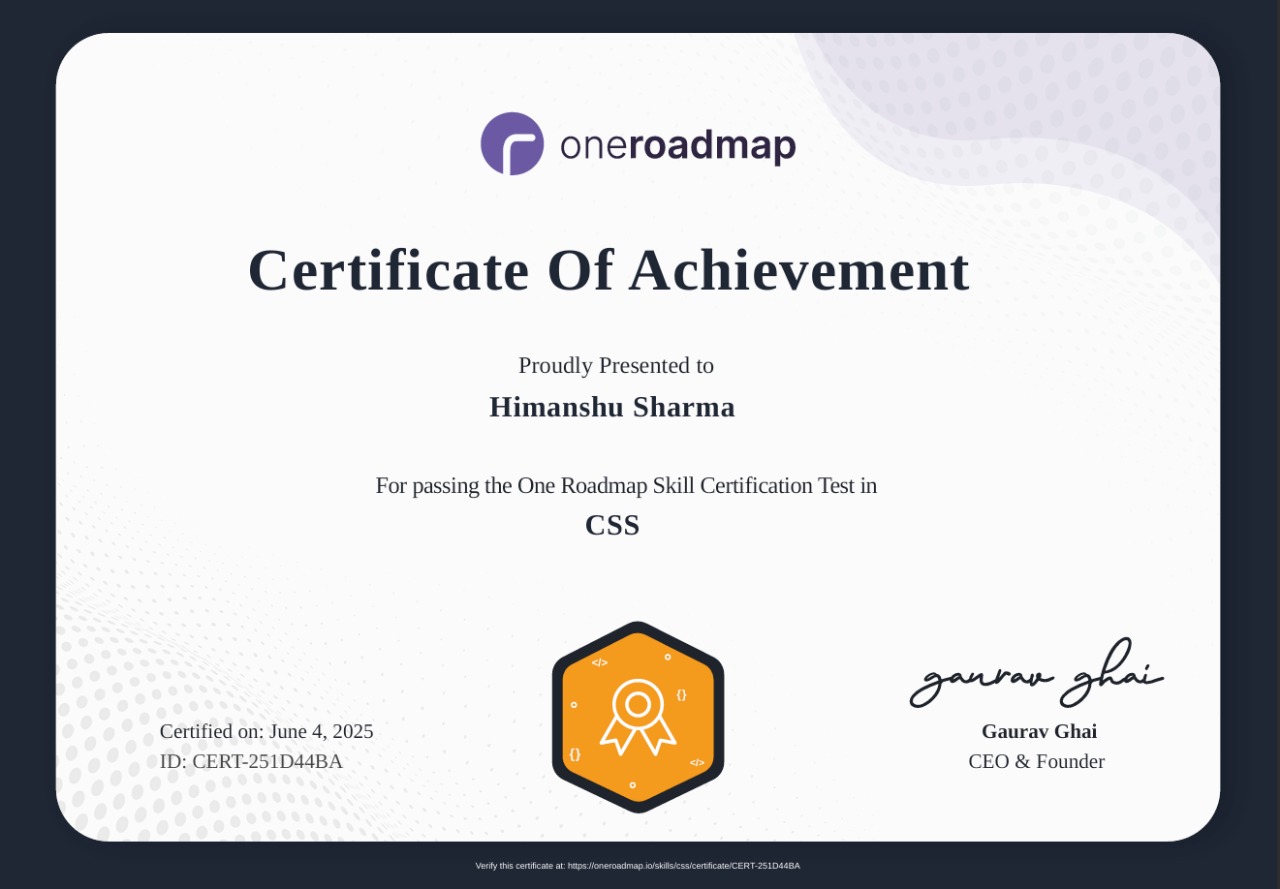 oneroadmap
Certificate Of Achievement
Proudly Presented to
Himanshu Sharma
For passing the One Roadmap Skill Certification Test in
CSS
</>
{}
{}
</>
gaurav ghai
Certified on: June 4, 2025
Gaurav Ghai
ID: CERT-251D44BA
CEO & Founder
Verify this certificate at: https://oneroadmap.io/skills/css/certificate/CERT-251D44BA